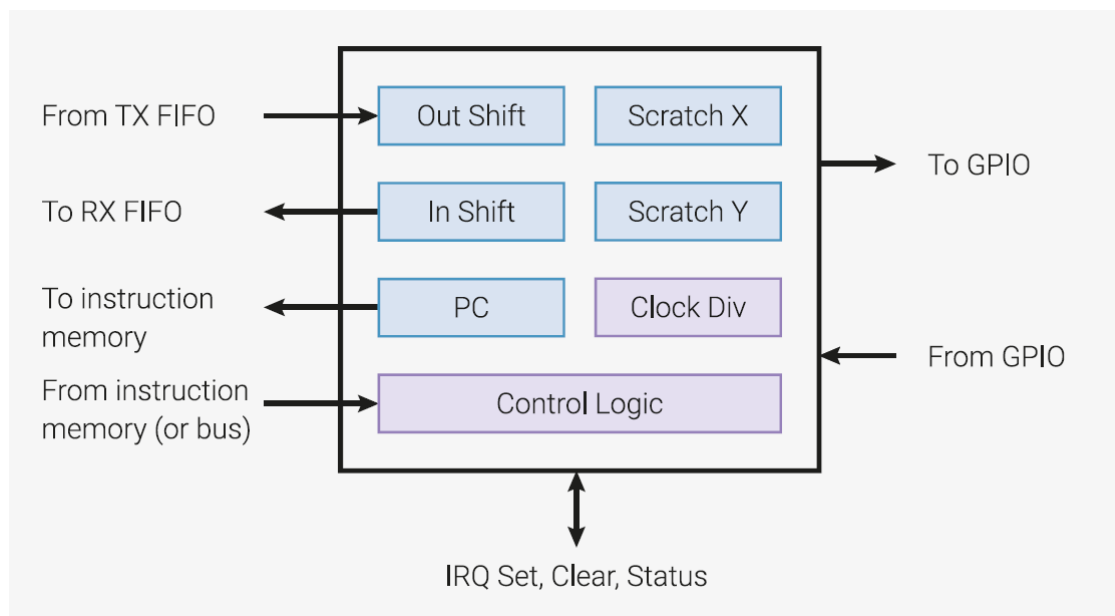 From TX FIFO
Out Shift
Scratch X
To GPIO
To RX FIFO
In Shift
Scratch Y
To instruction
memory
PC
Clock Div
From GPIO
From instruction
memory (or bus)
Control Logic
IRQ Set, Clear, Status